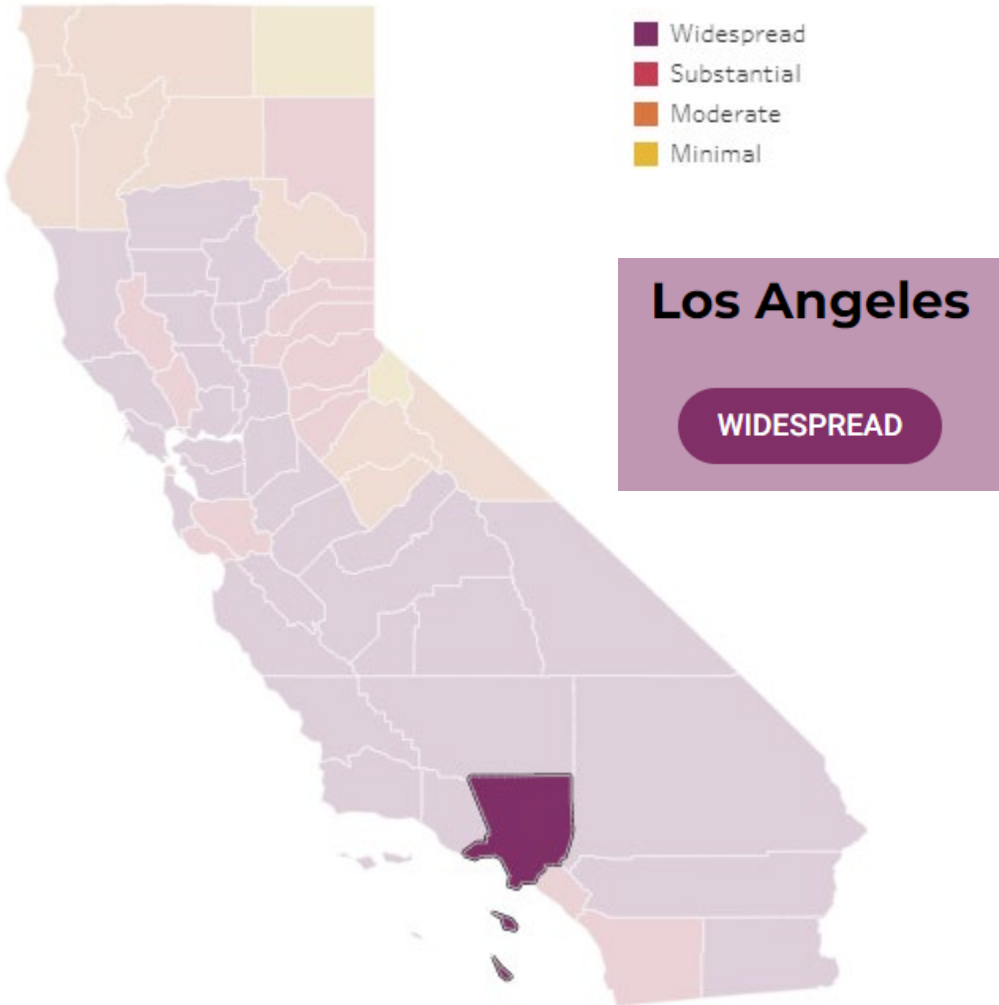 Widespread
Substantial
Moderate
Minimal
Los Angeles
WIDESPREAD